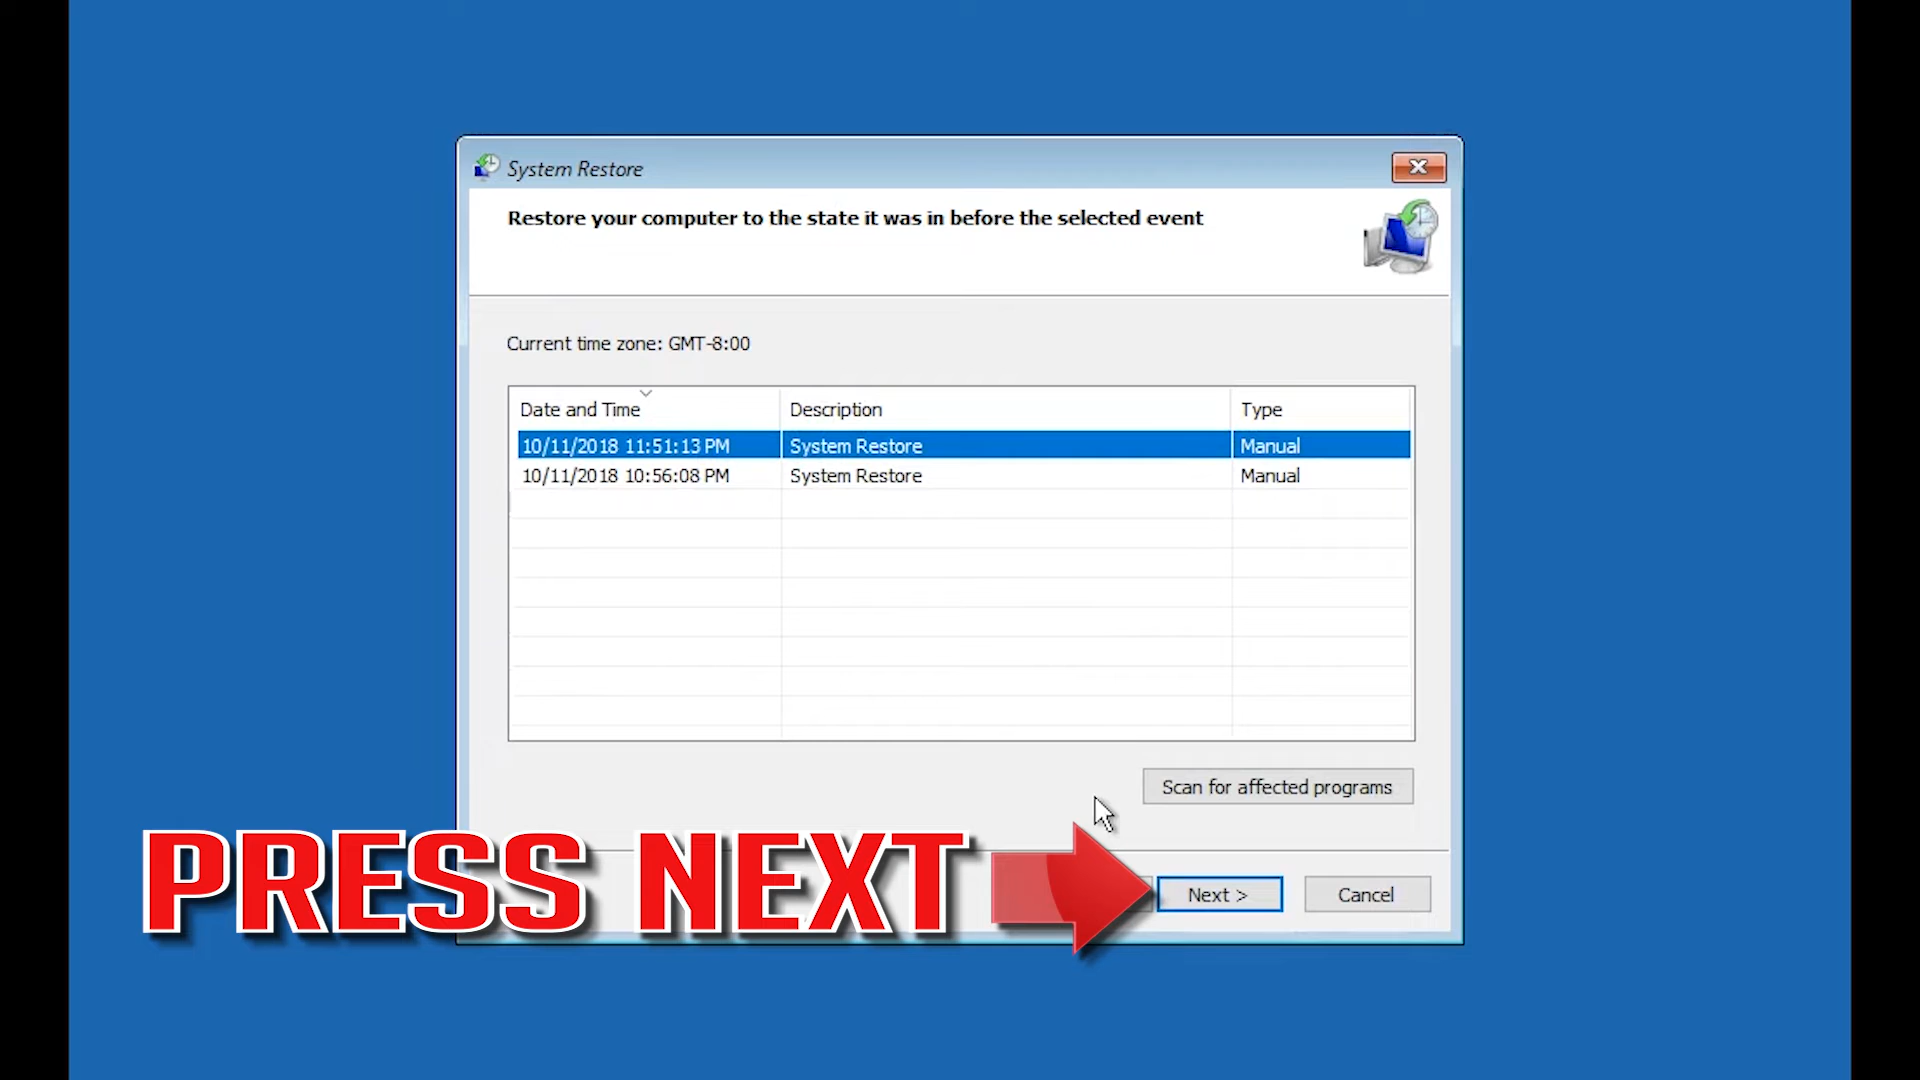 System Restore
Restore your computer to the state it was in before the selected event
Current time zone: GMT-8:00
Date and Time Description Type
10/11/2018 11:51:13 PM System Restore Manual
10/11/2018 10:56:08 PM System Restore Manual
Scan for affected programs
PRESS NEXT
Next > Cancel